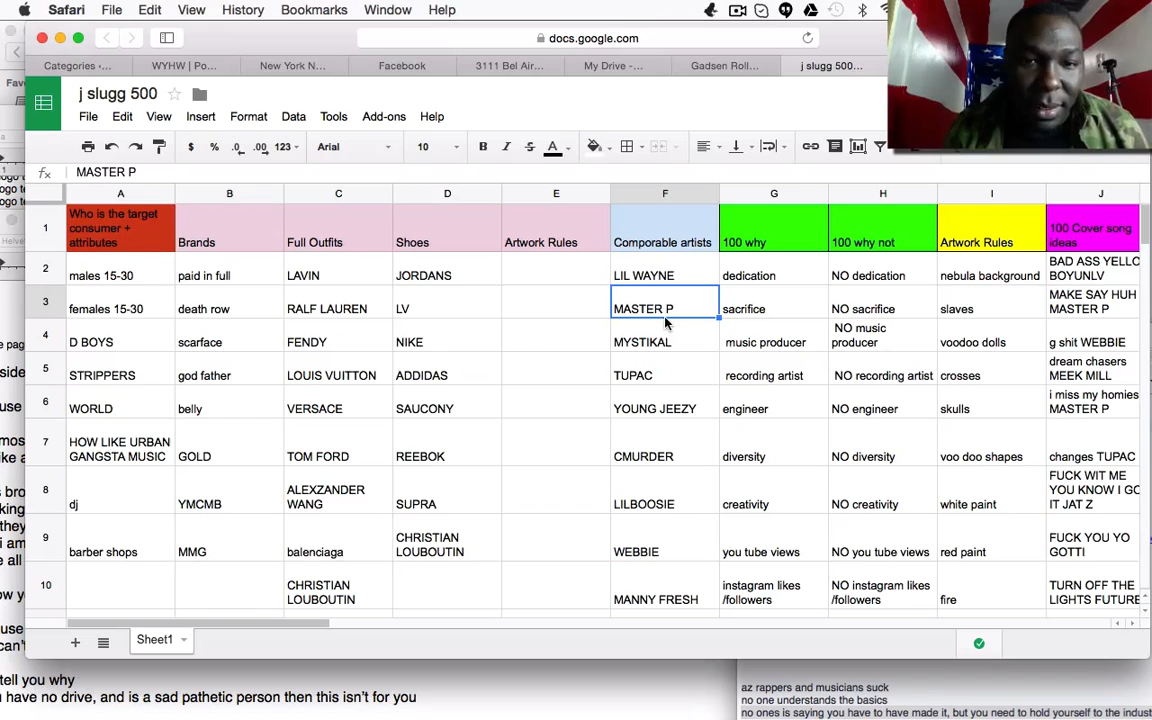 Safari File Edit View History Bookmarks Window Help
docs.google.com
Categories ‹... WYHW | Po... New York N... Facebook 3111 Bel Air... My Drive -... Gadsen Roll... j slugg 500...
j slugg 500
File Edit View Insert Format Data Tools Add-ons Help
$ % .0 .00 123 Arial 10 B I S A
fx MASTER P
A B C D E F G H I J
1 Who is the target consumer + attributes Brands Full Outfits Shoes Artwork Rules Comporable artists 100 why 100 why not Artwork Rules 100 Cover song ideas
2 males 15-30 paid in full LAVIN JORDANS LIL WAYNE dedication NO dedication nebula background BAD ASS YELLO BOYUNLV
3 females 15-30 death row RALF LAUREN LV MASTER P sacrifice NO sacrifice slaves MAKE SAY HUH MASTER P
4 D BOYS scarface FENDY NIKE MYSTIKAL music producer NO music producer voodoo dolls g shit WEBBIE
5 STRIPPERS god father LOUIS VUITTON ADDIDAS TUPAC recording artist NO recording artist crosses dream chasers MEEK MILL
6 WORLD belly VERSACE SAUCONY YOUNG JEEZY engineer NO engineer skulls i miss my homies MASTER P
7 HOW LIKE URBAN GANGSTA MUSIC GOLD TOM FORD REEBOK CMURDER diversity NO diversity voo doo shapes changes TUPAC
8 dj YMCMB ALEXZANDER WANG SUPRA LILBOOSIE creativity NO creativity white paint FUCK WIT ME YOU KNOW I GO IT JAT Z
9 barber shops MMG balenciaga CHRISTIAN LOUBOUTIN WEBBIE you tube views NO you tube views red paint FUCK YOU YO GOTTI
10 CHRISTIAN LOUBOUTIN MANNY FRESH instagram likes /followers NO instagram likes /followers fire TURN OFF THE LIGHTS FUTURE
Sheet1
tell you why
have no drive, and is a sad pathetic person then this isn't for you
az rappers and musicians suck
no one understands the basics
no ones is saying you have to have made it, but you need to hold yourself to the indust